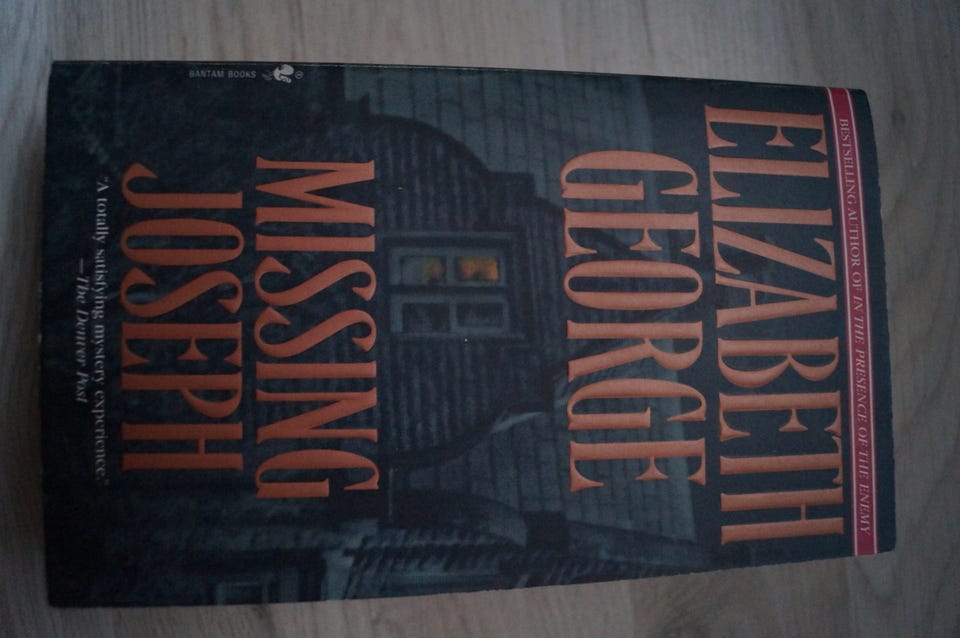 BESTSELLING AUTHOR OF IN THE PRESENCE OF THE ENEMY
ELIZABETH
GEORGE
MISSING
JOSEPH
"A totally satisfying mystery experience."
—The Denver Post
BANTAM BOOKS ®